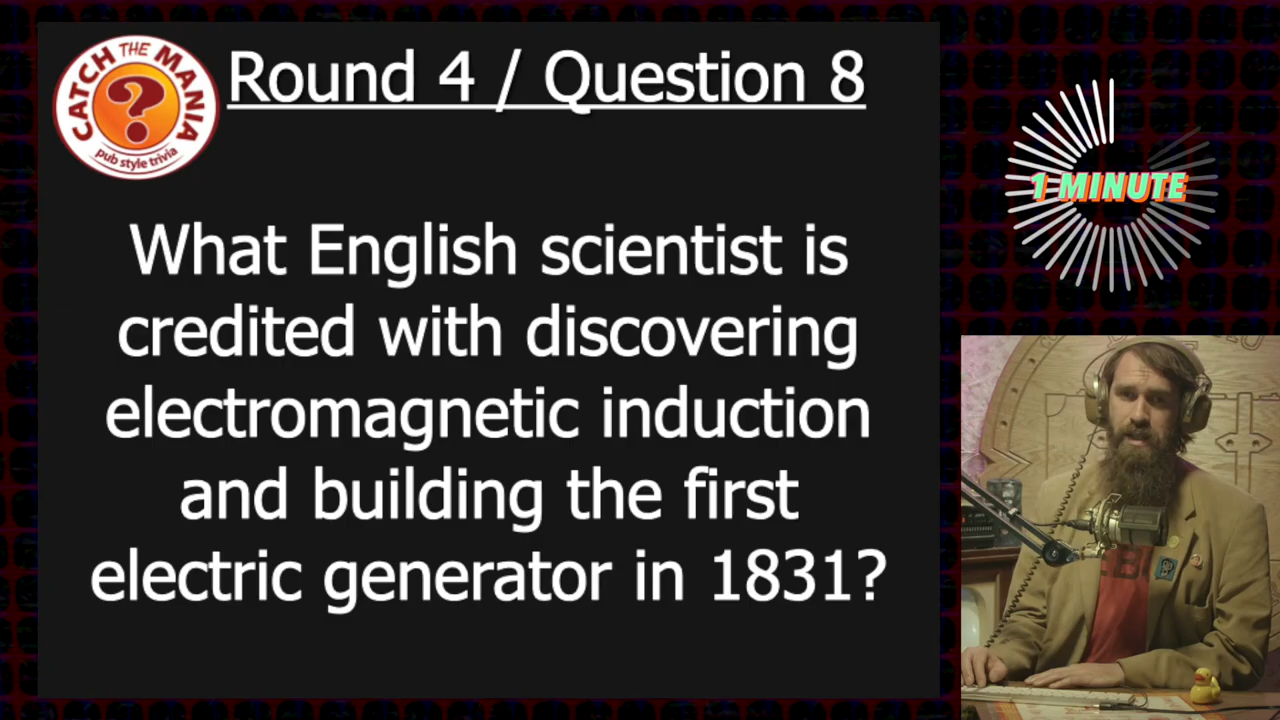 CATCH THE MANIA
pub style trivia
Round 4 / Question 8
1 MINUTE
What English scientist is
credited with discovering
electromagnetic induction
and building the first
electric generator in 1831?